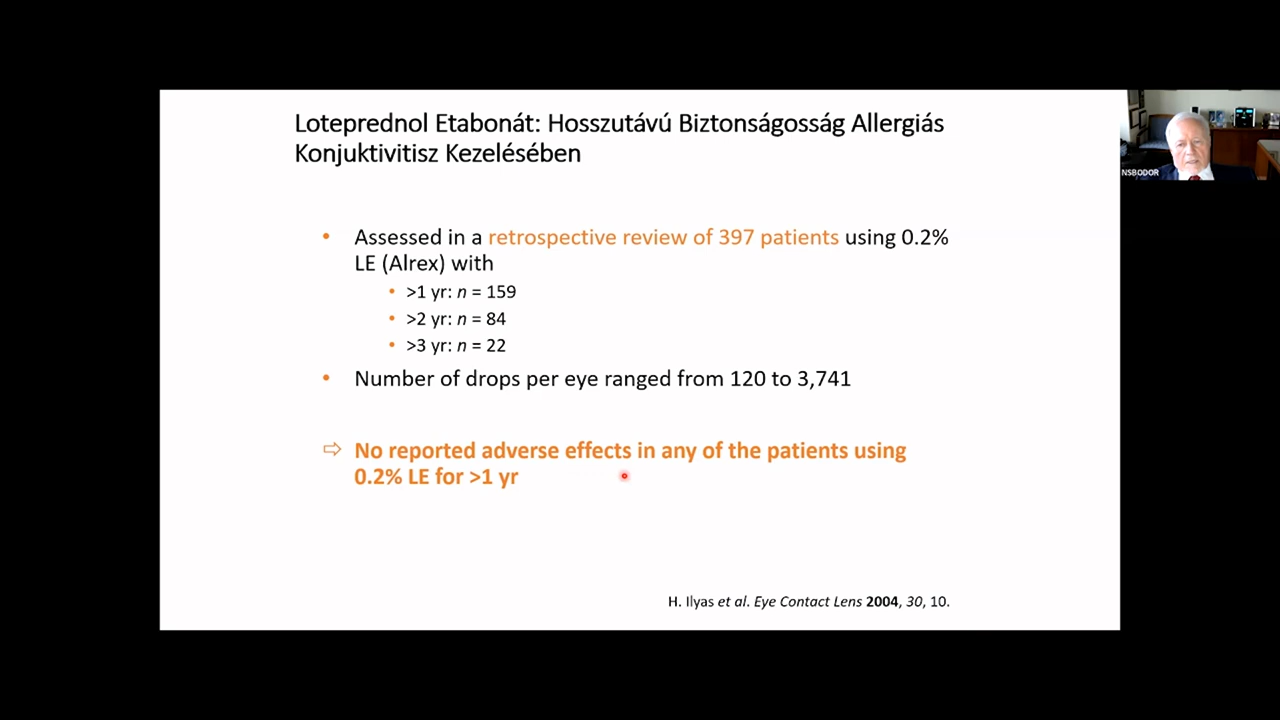 Loteprednol Etabonát: Hosszutávú Biztonságosság Allergiás
Konjuktivitisz Kezelésében
• Assessed in a retrospective review of 397 patients using 0.2%
LE (Alrex) with
• >1 yr: n = 159
• >2 yr: n = 84
• >3 yr: n = 22
• Number of drops per eye ranged from 120 to 3,741
⇨ No reported adverse effects in any of the patients using
0.2% LE for >1 yr
H. Ilyas et al. Eye Contact Lens 2004, 30, 10.
NSBODOR